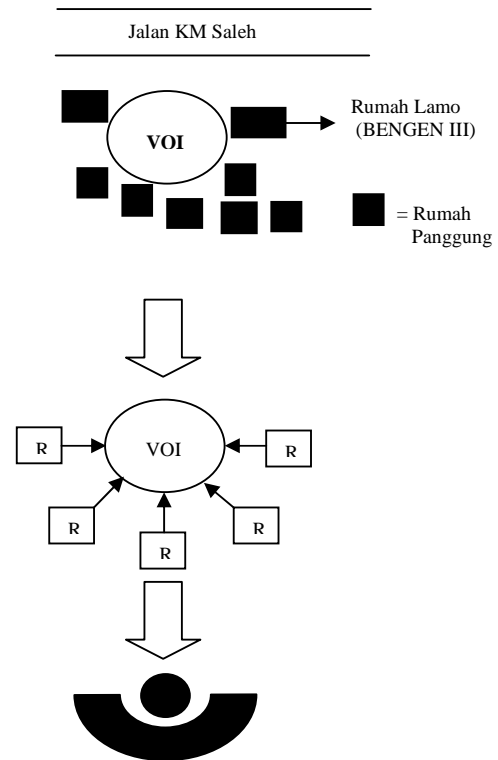 Jalan KM Saleh
VOI
Rumah Lamo
(BENGEN III)
= Rumah
Panggung
VOI
R
R
R
R
R